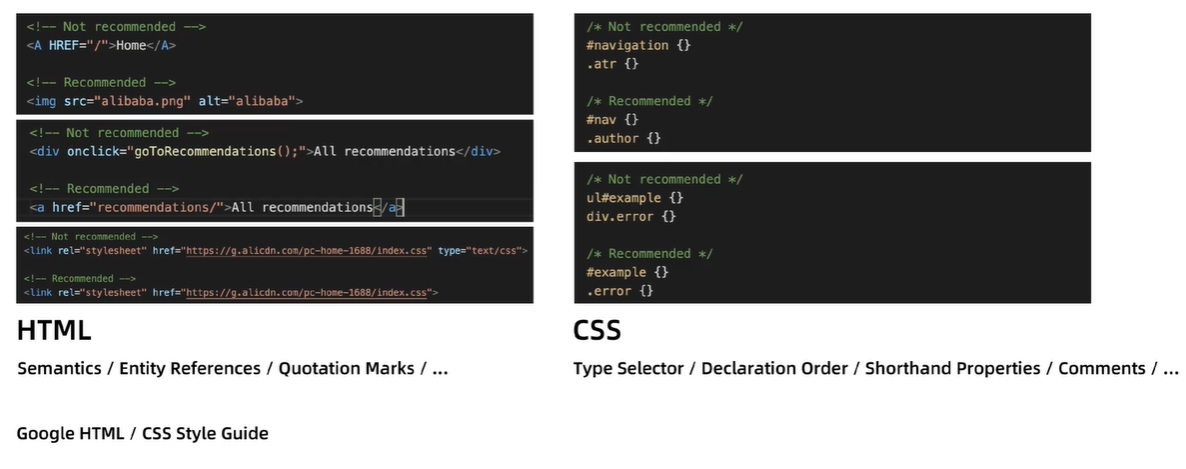 <!-- Not recommended -->
<A HREF="/">Home</A>
<!-- Recommended -->
<img src="alibaba.png" alt="alibaba">
<!-- Not recommended -->
<div onclick="goToRecommendations();">All recommendations</div>
<!-- Recommended -->
<a href="recommendations/">All recommendations</a>
<!-- Not recommended -->
<link rel="stylesheet" href="https://g.alicdn.com/pc-home-1688/index.css" type="text/css">
<!-- Recommended -->
<link rel="stylesheet" href="https://g.alicdn.com/pc-home-1688/index.css">
HTML
Semantics / Entity References / Quotation Marks / ...
/* Not recommended */
#navigation {}
.atr {}
/* Recommended */
#nav {}
.author {}
/* Not recommended */
ul#example {}
div.error {}
/* Recommended */
#example {}
.error {}
CSS
Type Selector / Declaration Order / Shorthand Properties / Comments / ...
Google HTML / CSS Style Guide